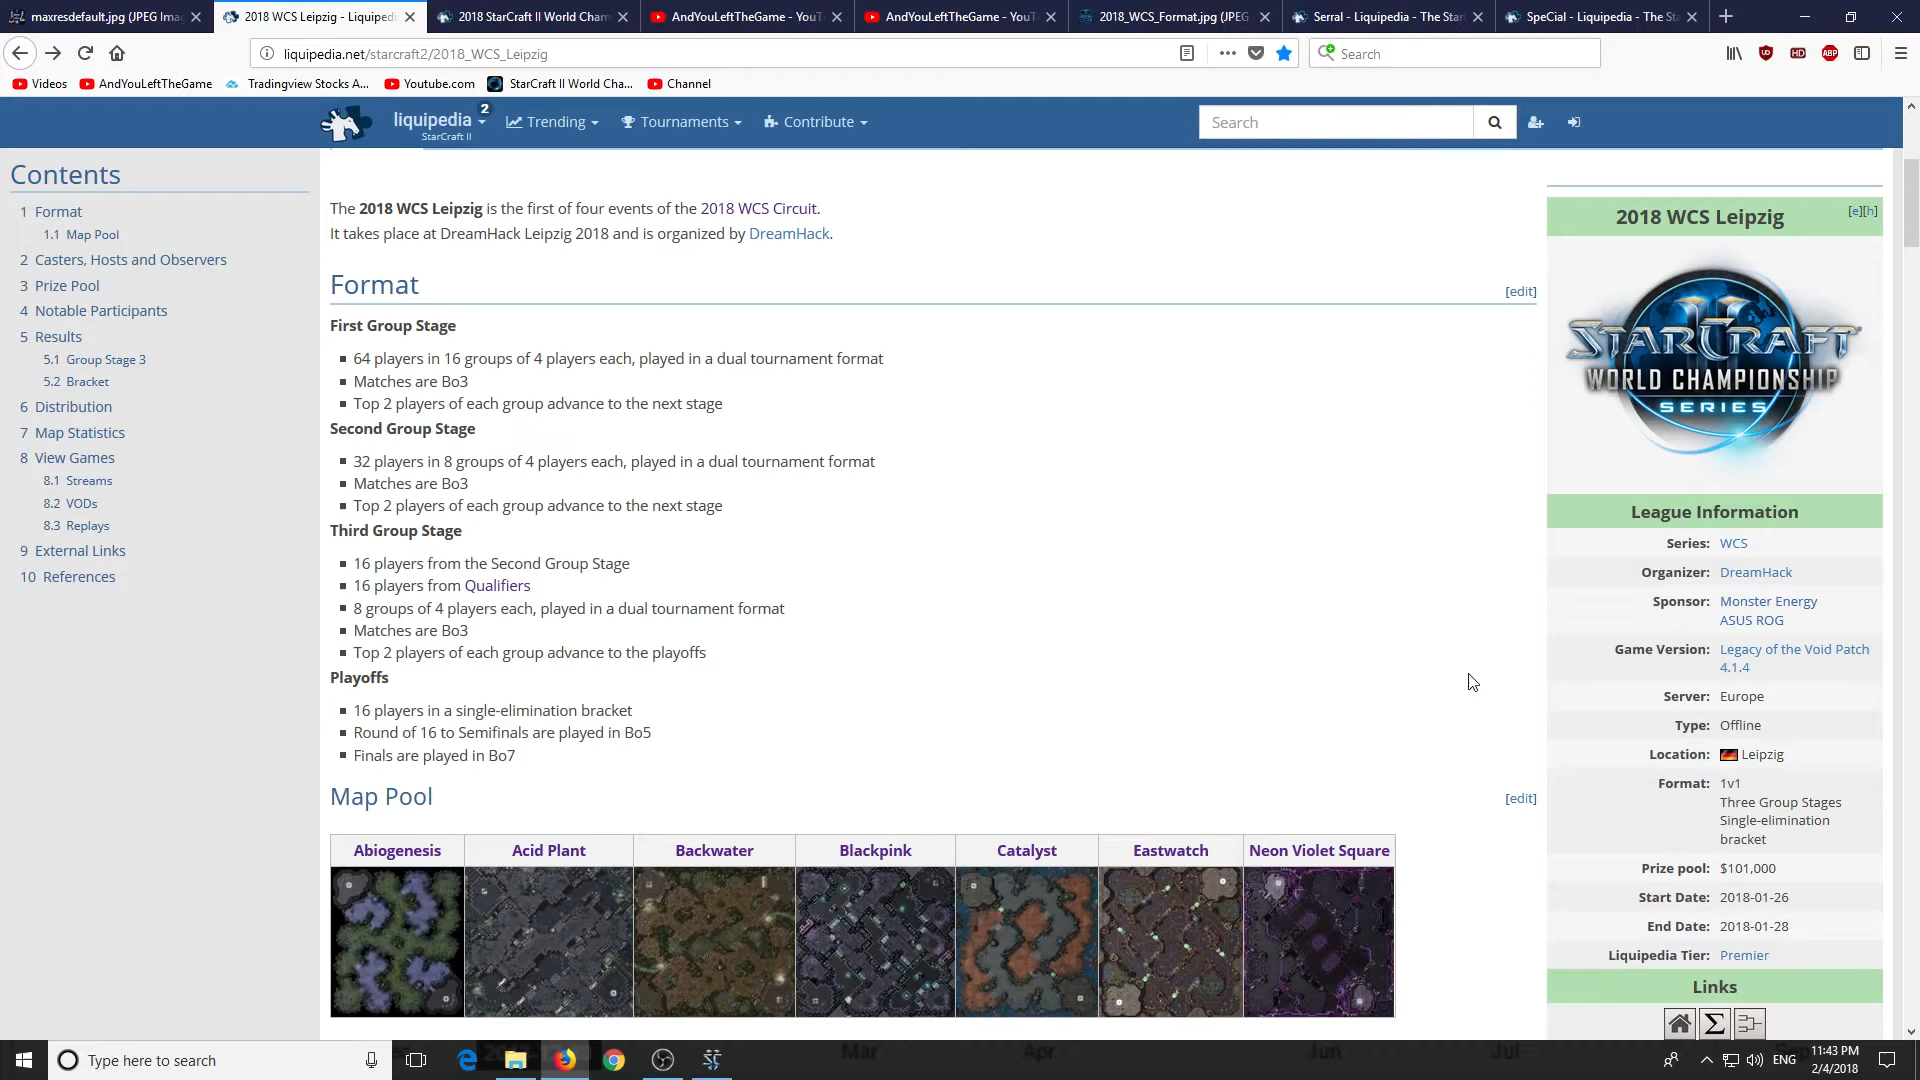 maxresdefault.jpg (JPEG Ima
2018 WCS Leipzig - Liquiped
2018 StarCraft II World Cham
AndYouLeftTheGame - YouT
AndYouLeftTheGame - YouT
2018_WCS_Format.jpg (JPEG
Serral - Liquipedia - The Star
SpeCial - Liquipedia - The Sta
liquipedia.net/starcraft2/2018_WCS_Leipzig
Search
Videos
AndYouLeftTheGame
Tradingview Stocks A...
Youtube.com
StarCraft II World Cha...
Channel
liquipedia 2
StarCraft II
Trending
Tournaments
Contribute
Search
Contents
1 Format
1.1 Map Pool
2 Casters, Hosts and Observers
3 Prize Pool
4 Notable Participants
5 Results
5.1 Group Stage 3
5.2 Bracket
6 Distribution
7 Map Statistics
8 View Games
8.1 Streams
8.2 VODs
8.3 Replays
9 External Links
10 References
The 2018 WCS Leipzig is the first of four events of the 2018 WCS Circuit.
It takes place at DreamHack Leipzig 2018 and is organized by DreamHack.
Format
[edit]
First Group Stage
64 players in 16 groups of 4 players each, played in a dual tournament format
Matches are Bo3
Top 2 players of each group advance to the next stage
Second Group Stage
32 players in 8 groups of 4 players each, played in a dual tournament format
Matches are Bo3
Top 2 players of each group advance to the next stage
Third Group Stage
16 players from the Second Group Stage
16 players from Qualifiers
8 groups of 4 players each, played in a dual tournament format
Matches are Bo3
Top 2 players of each group advance to the playoffs
Playoffs
16 players in a single-elimination bracket
Round of 16 to Semifinals are played in Bo5
Finals are played in Bo7
Map Pool
[edit]
Abiogenesis
Acid Plant
Backwater
Blackpink
Catalyst
Eastwatch
Neon Violet Square
2018 WCS Leipzig
[e][h]
STARCRAFT II
WORLD CHAMPIONSHIP
SERIES
League Information
Series: WCS
Organizer: DreamHack
Sponsor: Monster Energy
ASUS ROG
Game Version: Legacy of the Void Patch
4.1.4
Server: Europe
Type: Offline
Location: Leipzig
Format: 1v1
Three Group Stages
Single-elimination
bracket
Prize pool: $101,000
Start Date: 2018-01-26
End Date: 2018-01-28
Liquipedia Tier: Premier
Links
Type here to search
Mar
Apr
Jun
Jul
ENG
11:43 PM
2/4/2018